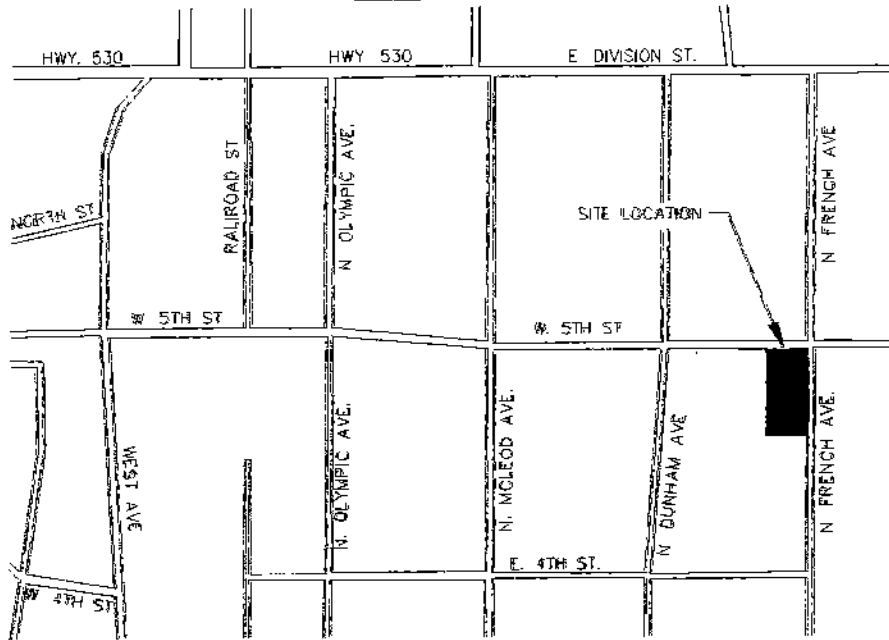 HWY. 530
HWY 530
E DIVISION ST.
NORTH ST
RALIROAD ST
N OLYMPIC AVE.
SITE LOCATION
N FRENCH AVE
W 5TH ST
W. 5TH ST
WEST AVE
N. OLYMPIC AVE.
N. MCLEOD AVE.
N DUNHAM AVE
N FRENCH AVE.
E. 4TH ST.
W 4TH ST